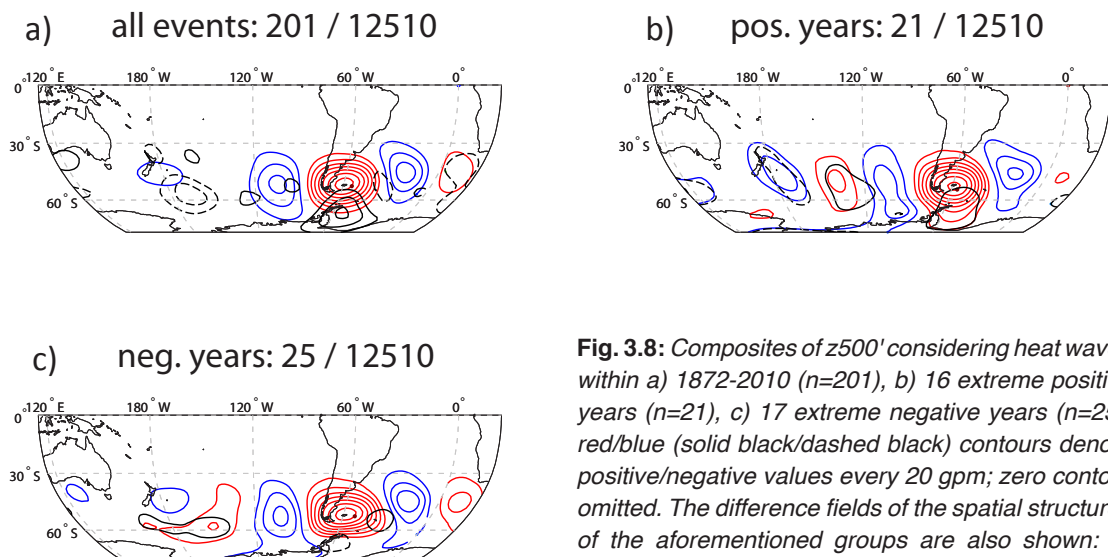 a) all events: 201 / 12510
120° E 180° W 120° W 60° W 0°
0°
30° S
60° S
b) pos. years: 21 / 12510
120° E 180° W 120° W 60° W 0°
0
30° S
60° S
c) neg. years: 25 / 12510
120° E 180° W 120° W 60° W 0°
0
30° S
60° S
Fig. 3.8: Composites of z500' considering heat wav
within a) 1872-2010 (n=201), b) 16 extreme positi
years (n=21), c) 17 extreme negative years (n=25
red/blue (solid black/dashed black) contours deno
positive/negative values every 20 gpm; zero conto
omitted. The difference fields of the spatial structur
of the aforementioned groups are also shown: